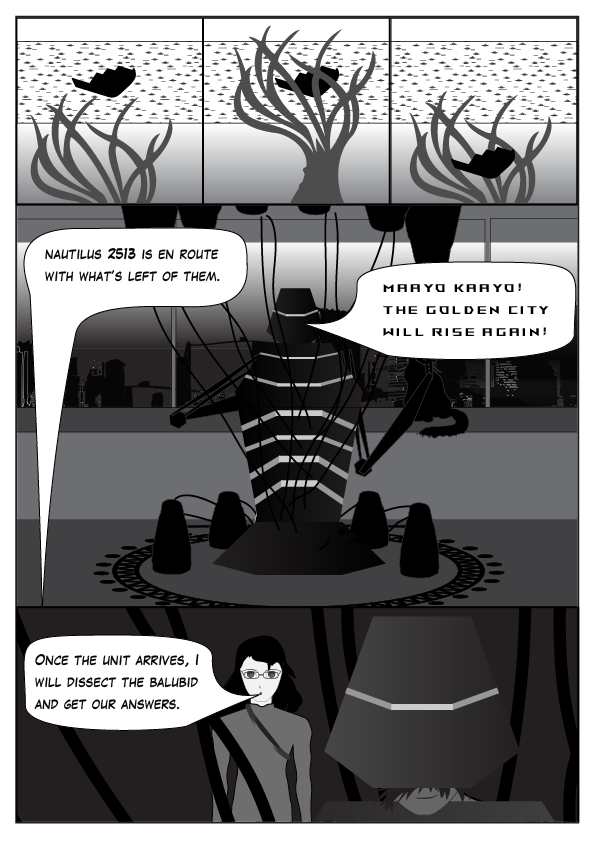 NAUTILUS 2513 IS EN ROUTE
WITH WHAT'S LEFT OF THEM.
MAAYO KAAYO!
THE GOLDEN CITY
WILL RISE AGAIN!
ONCE THE UNIT ARRIVES, I
WILL DISSECT THE BALUBID
AND GET OUR ANSWERS.